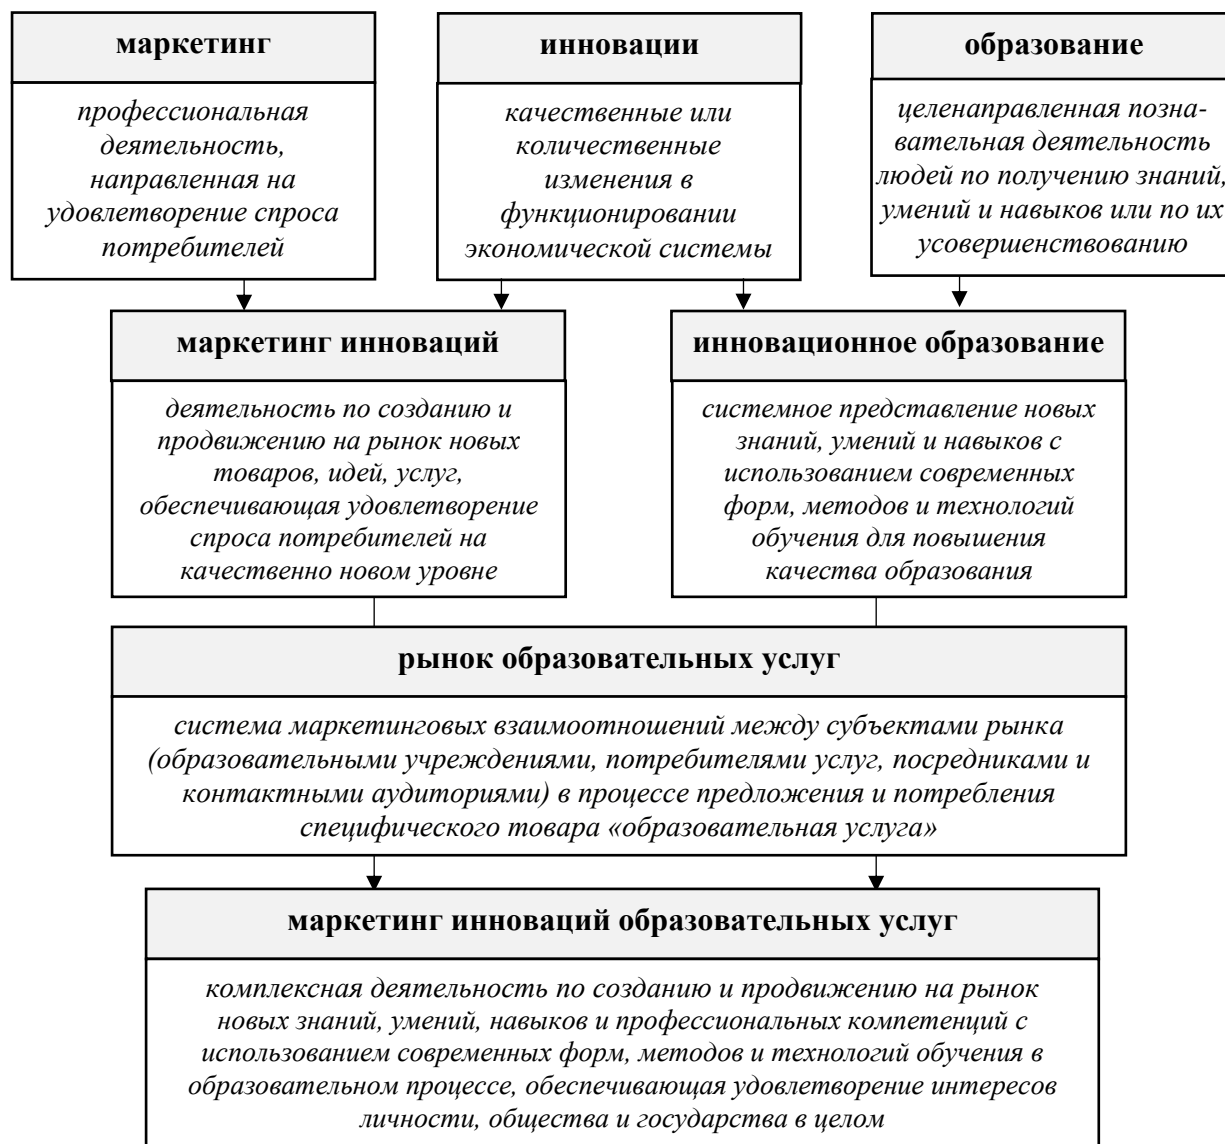 маркетинг
профессиональная
деятельность,
направленная на
удовлетворение спроса
потребителей
инновации
качественные или
количественные
изменения в
функционировании
экономической системы
образование
целенаправленная позна-
вательная деятельность
людей по получению знаний,
умений и навыков или по их
усовершенствованию
маркетинг инноваций
деятельность по созданию и
продвижению на рынок новых
товаров, идей, услуг,
обеспечивающая удовлетворение
спроса потребителей на
качественно новом уровне
инновационное образование
системное представление новых
знаний, умений и навыков с
использованием современных
форм, методов и технологий
обучения для повышения
качества образования
рынок образовательных услуг
система маркетинговых взаимоотношений между субъектами рынка
(образовательными учреждениями, потребителями услуг, посредниками и
контактными аудиториями) в процессе предложения и потребления
специфического товара «образовательная услуга»
маркетинг инноваций образовательных услуг
комплексная деятельность по созданию и продвижению на рынок
новых знаний, умений, навыков и профессиональных компетенций с
использованием современных форм, методов и технологий обучения в
образовательном процессе, обеспечивающая удовлетворение интересов
личности, общества и государства в целом